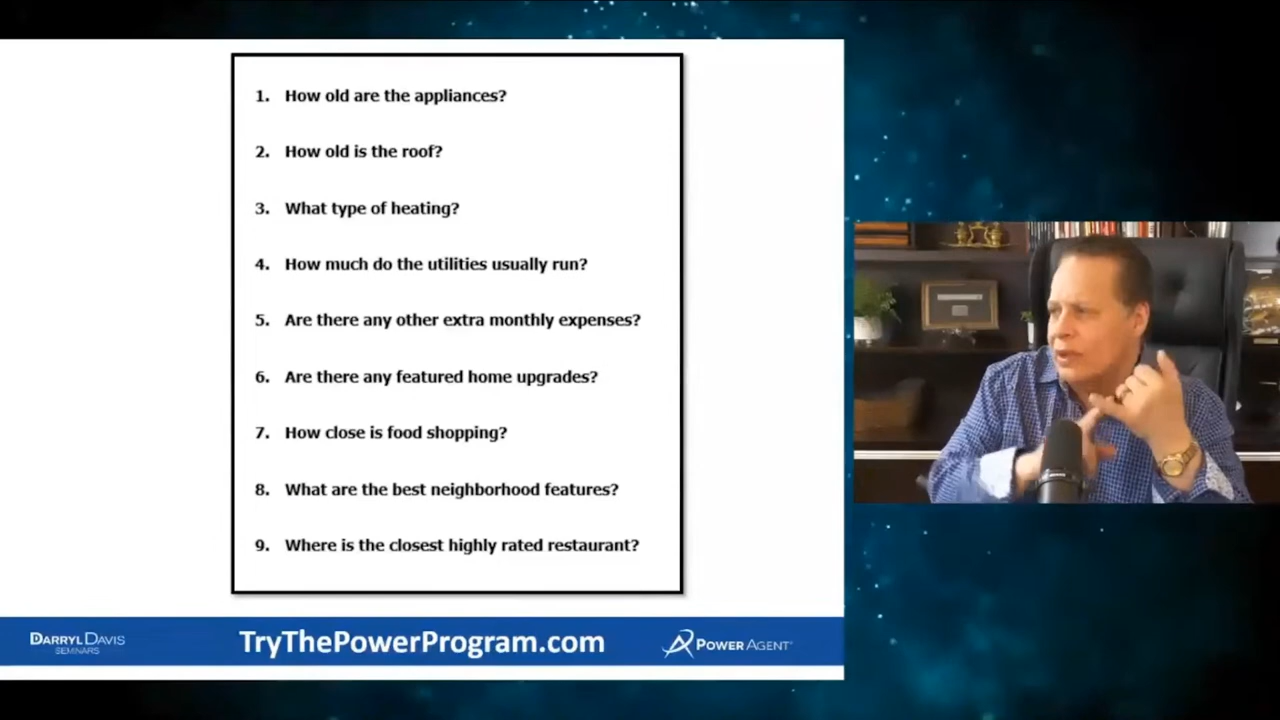 1. How old are the appliances?
2. How old is the roof?
3. What type of heating?
4. How much do the utilities usually run?
5. Are there any other extra monthly expenses?
6. Are there any featured home upgrades?
7. How close is food shopping?
8. What are the best neighborhood features?
9. Where is the closest highly rated restaurant?
DARRYL DAVIS
SEMINARS
TryThePowerProgram.com
POWER AGENT